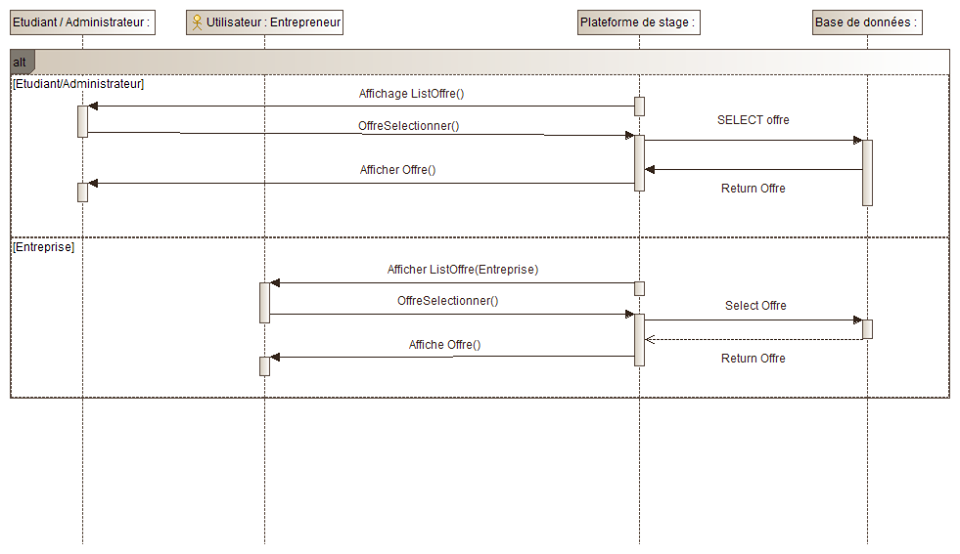 Etudiant / Administrateur :
Utilisateur : Entrepreneur
Plateforme de stage :
Base de données :
alt
[Etudiant/Administrateur]
Affichage ListOffre()
OffreSelectionner()
SELECT offre
Afficher Offre()
Return Offre
[Entreprise]
Afficher ListOffre(Entreprise)
OffreSelectionner()
Select Offre
Affiche Offre()
Return Offre